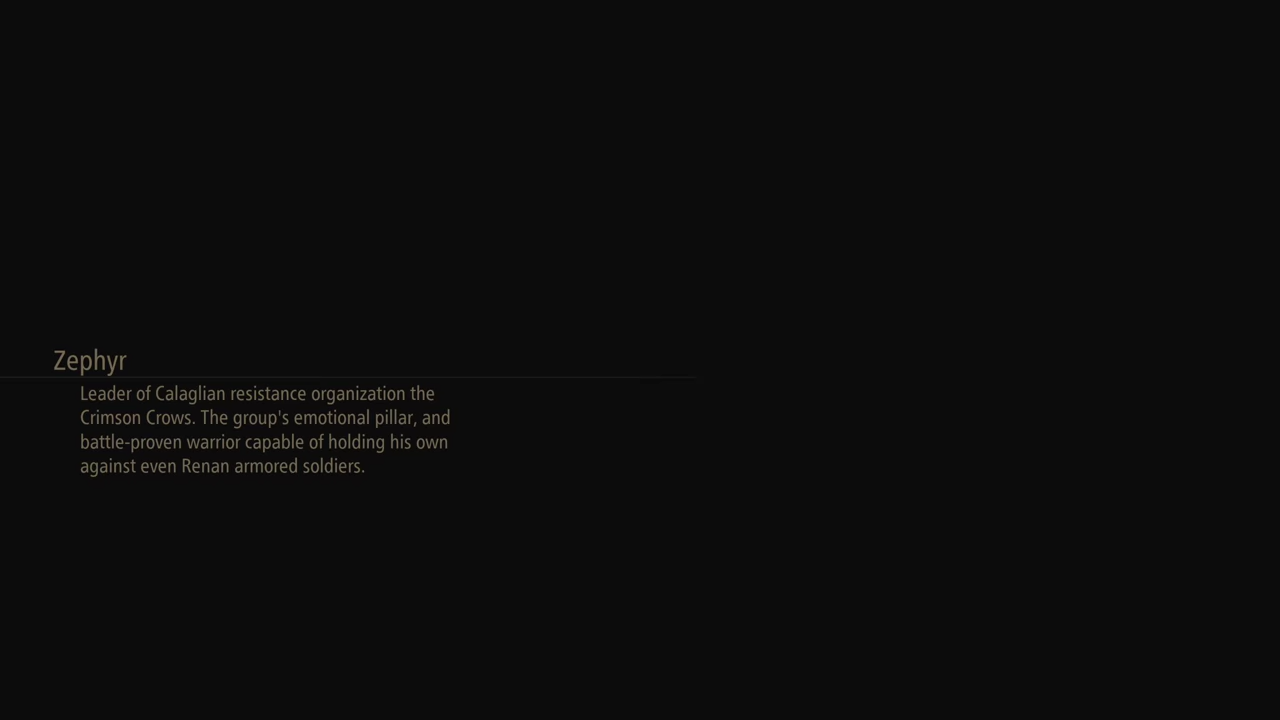 Zephyr
Leader of Calaglian resistance organization the
Crimson Crows. The group's emotional pillar, and
battle-proven warrior capable of holding his own
against even Renan armored soldiers.